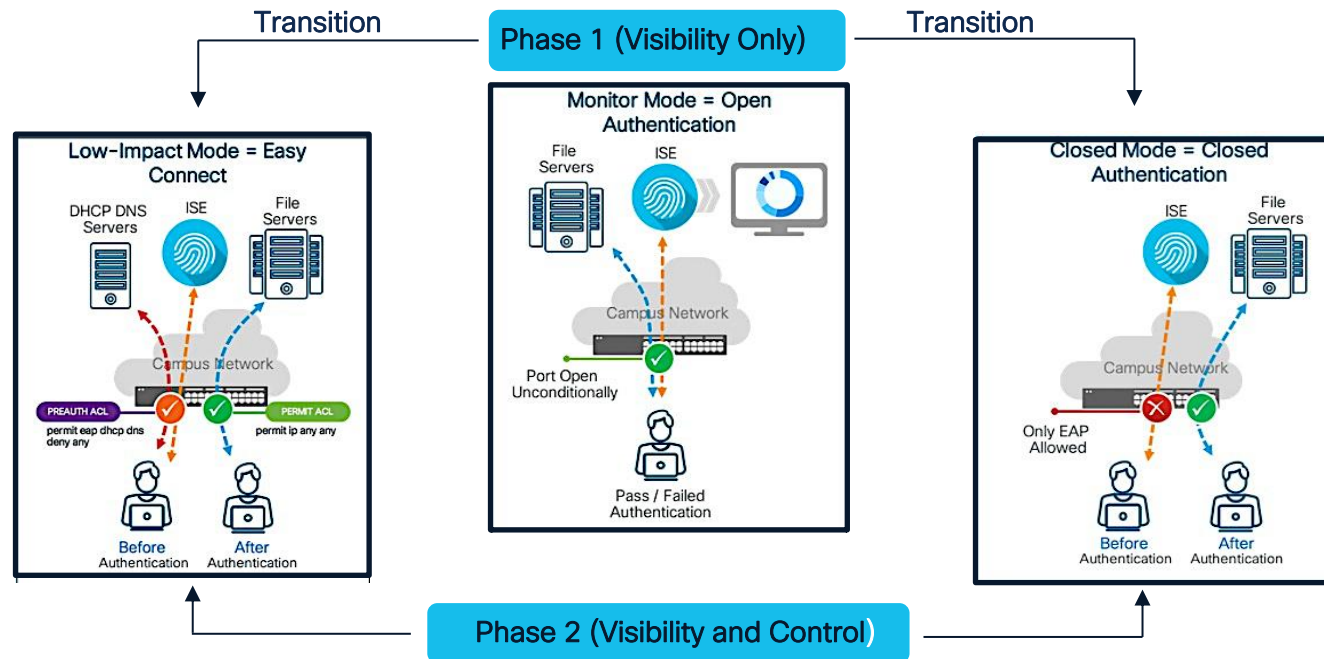 Transition
Phase 1 (Visibility Only)
Transition
Low-Impact Mode = Easy
Connect
DHCP DNS
Servers
ISE
File
Servers
Campus Network
PREAUTH ACL
permit eap dhcp dns
deny any
PERMIT ACL
permit ip any any
Before
Authentication
After
Authentication
Monitor Mode = Open
Authentication
File
Servers
ISE
Campus Network
Port Open
Unconditionally
Pass / Failed
Authentication
Closed Mode = Closed
Authentication
ISE
File
Servers
Campus Network
Only EAP
Allowed
Before
Authentication
After
Authentication
Phase 2 (Visibility and Control)